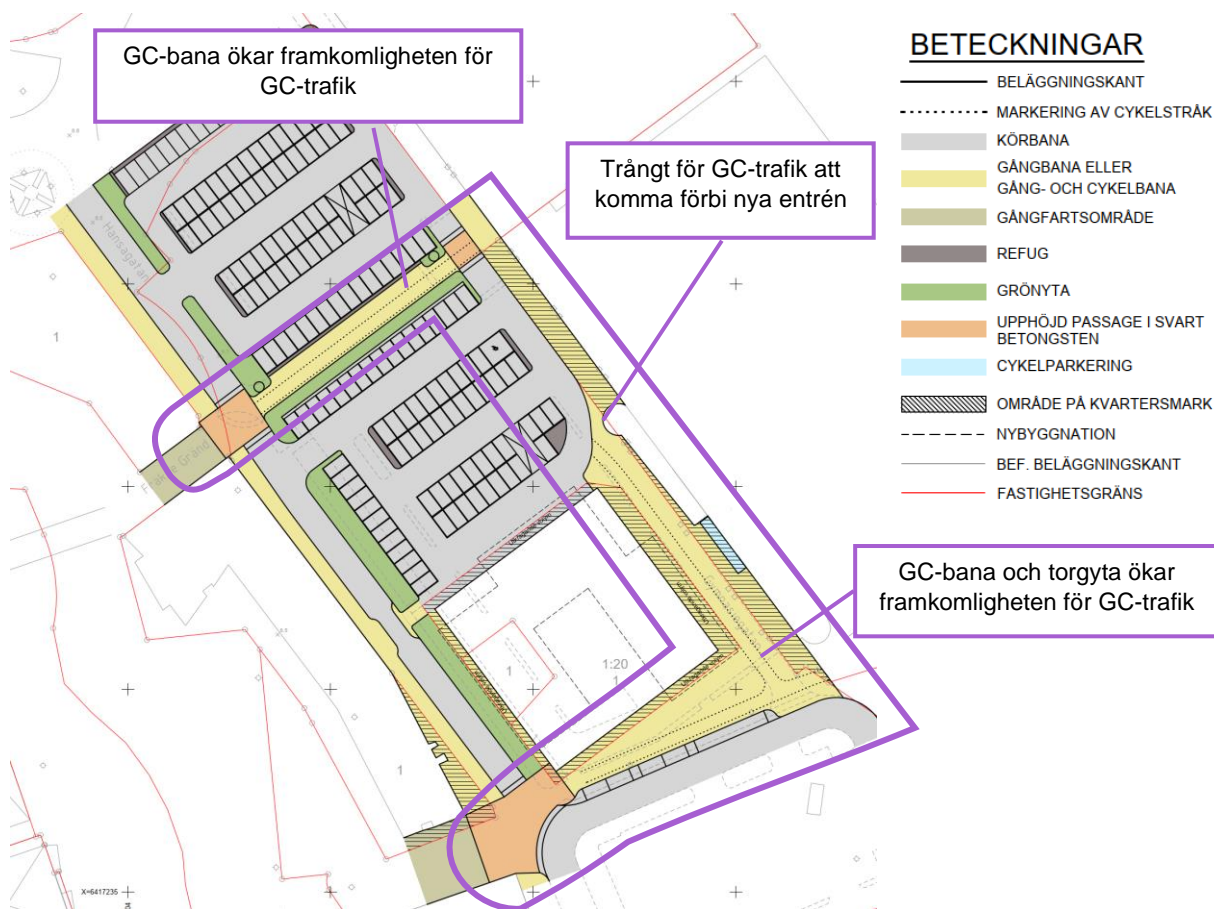 GC-bana ökar framkomligheten för
GC-trafik
Trångt för GC-trafik att
komma förbi nya entrén
GC-bana och torgyta ökar
framkomligheten för GC-trafik
BETECKNINGAR
BELÄGGNINGSKANT
MARKERING AV CYKELSTRÅK
KÖRBANA
GÅNGBANA ELLER
GÅNG- OCH CYKELBANA
GÅNGFARTSOMRÅDE
REFUG
GRÖNYTA
UPPHÖJD PASSAGE I SVART
BETONGSTEN
CYKELPARKERING
OMRÅDE PÅ KVARTERSMARK
NYBYGGNATION
BEF. BELÄGGNINGSKANT
FASTIGHETSGRÄNS
Hansagatan
Gränd
1
1
1:20
1
1
X=6417235